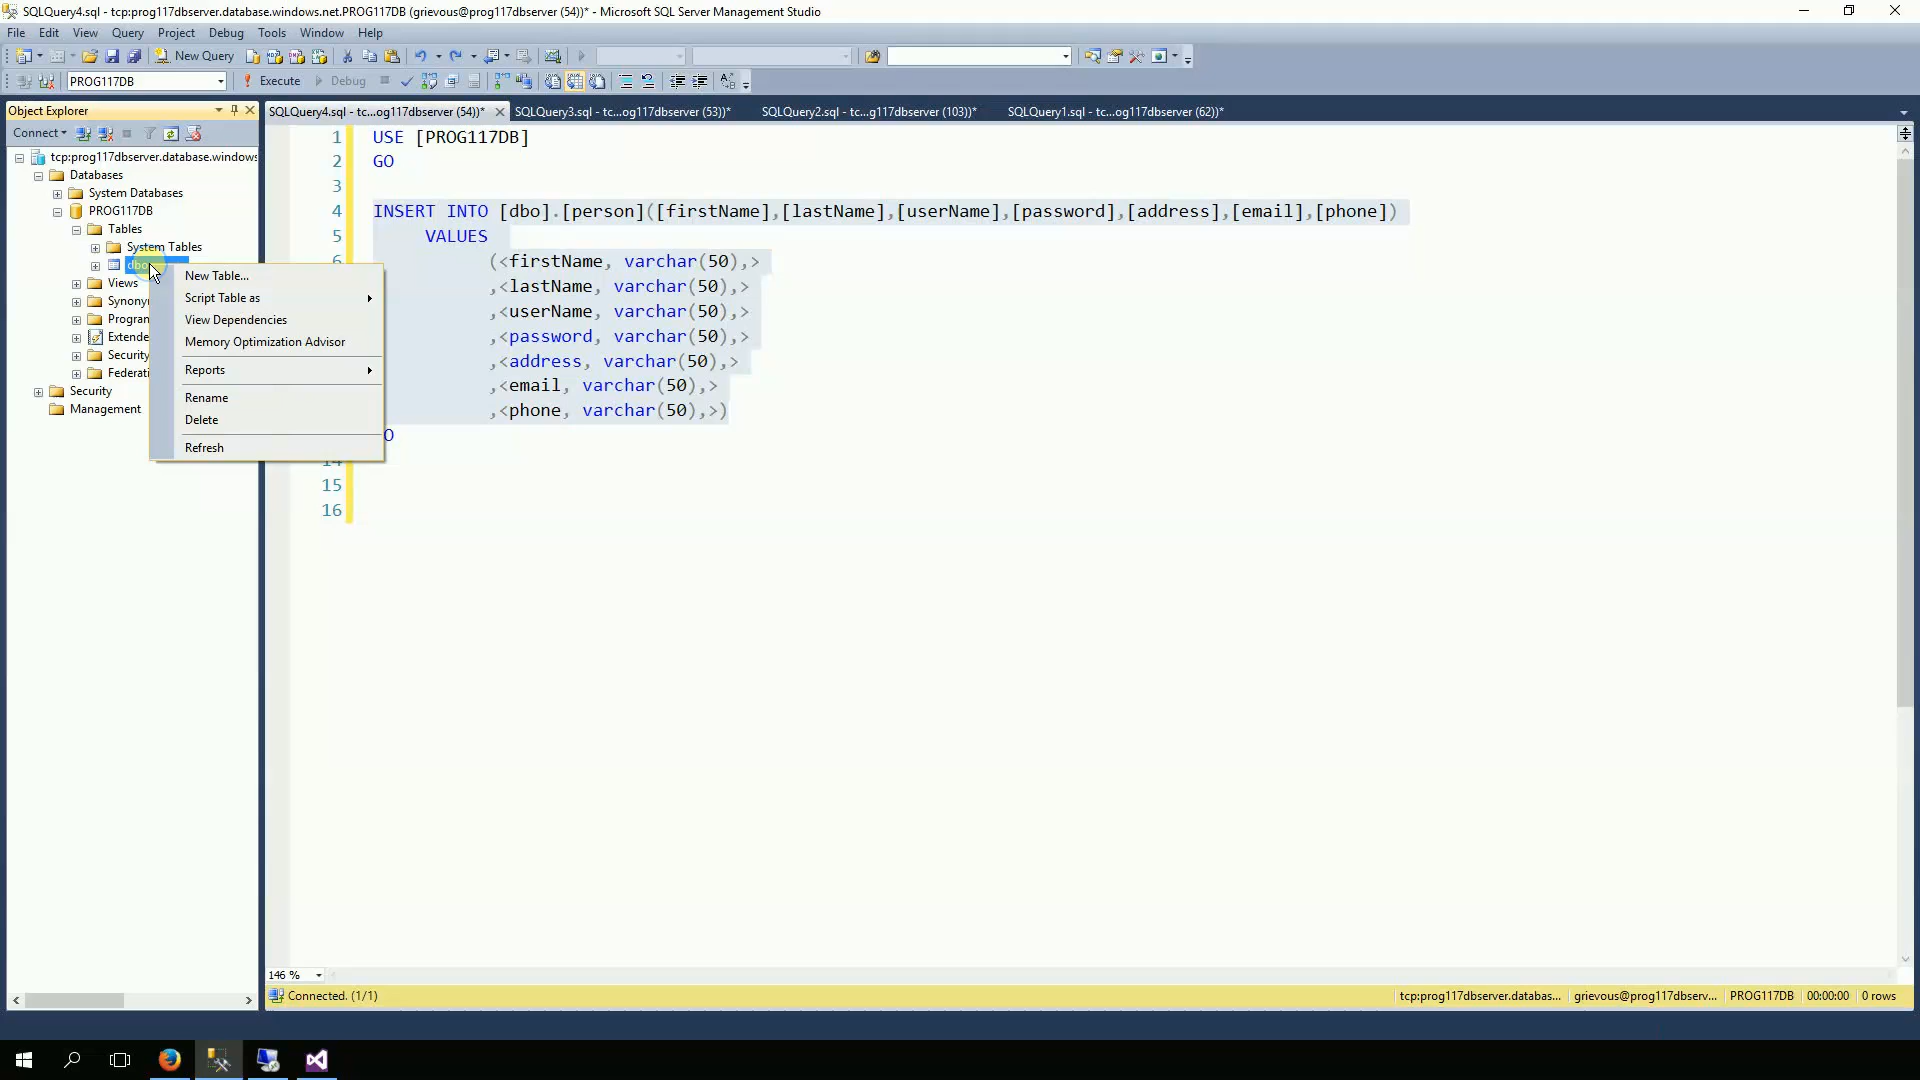 SQLQuery4.sql - tcp:prog117dbserver.database.windows.net.PROG117DB (grievous@prog117dbserver (54))* - Microsoft SQL Server Management Studio
File Edit View Query Project Debug Tools Window Help
New Query
PROG117DB Execute Debug
Object Explorer
SQLQuery4.sql - tc...og117dbserver (54))* SQLQuery3.sql - tc...og117dbserver (53))* SQLQuery2.sql - tc...g117dbserver (103))* SQLQuery1.sql - tc...og117dbserver (62))*
Connect
tcp:prog117dbserver.database.windows
Databases
System Databases
PROG117DB
Tables
System Tables
dbo
Views
Synonyn
Progran
Extende
Security
Federati
Security
Management
New Table...
Script Table as
View Dependencies
Memory Optimization Advisor
Reports
Rename
Delete
Refresh
1 USE [PROG117DB]
2 GO
3
4 INSERT INTO [dbo].[person]([firstName],[lastName],[userName],[password],[address],[email],[phone])
5 VALUES
6 (<firstName, varchar(50),>
,<lastName, varchar(50),>
,<userName, varchar(50),>
,<password, varchar(50),>
,<address, varchar(50),>
,<email, varchar(50),>
,<phone, varchar(50),>)
O
14
15
16
146 %
Connected. (1/1) tcp:prog117dbserver.databas... grievous@prog117dbserv... PROG117DB 00:00:00 0 rows